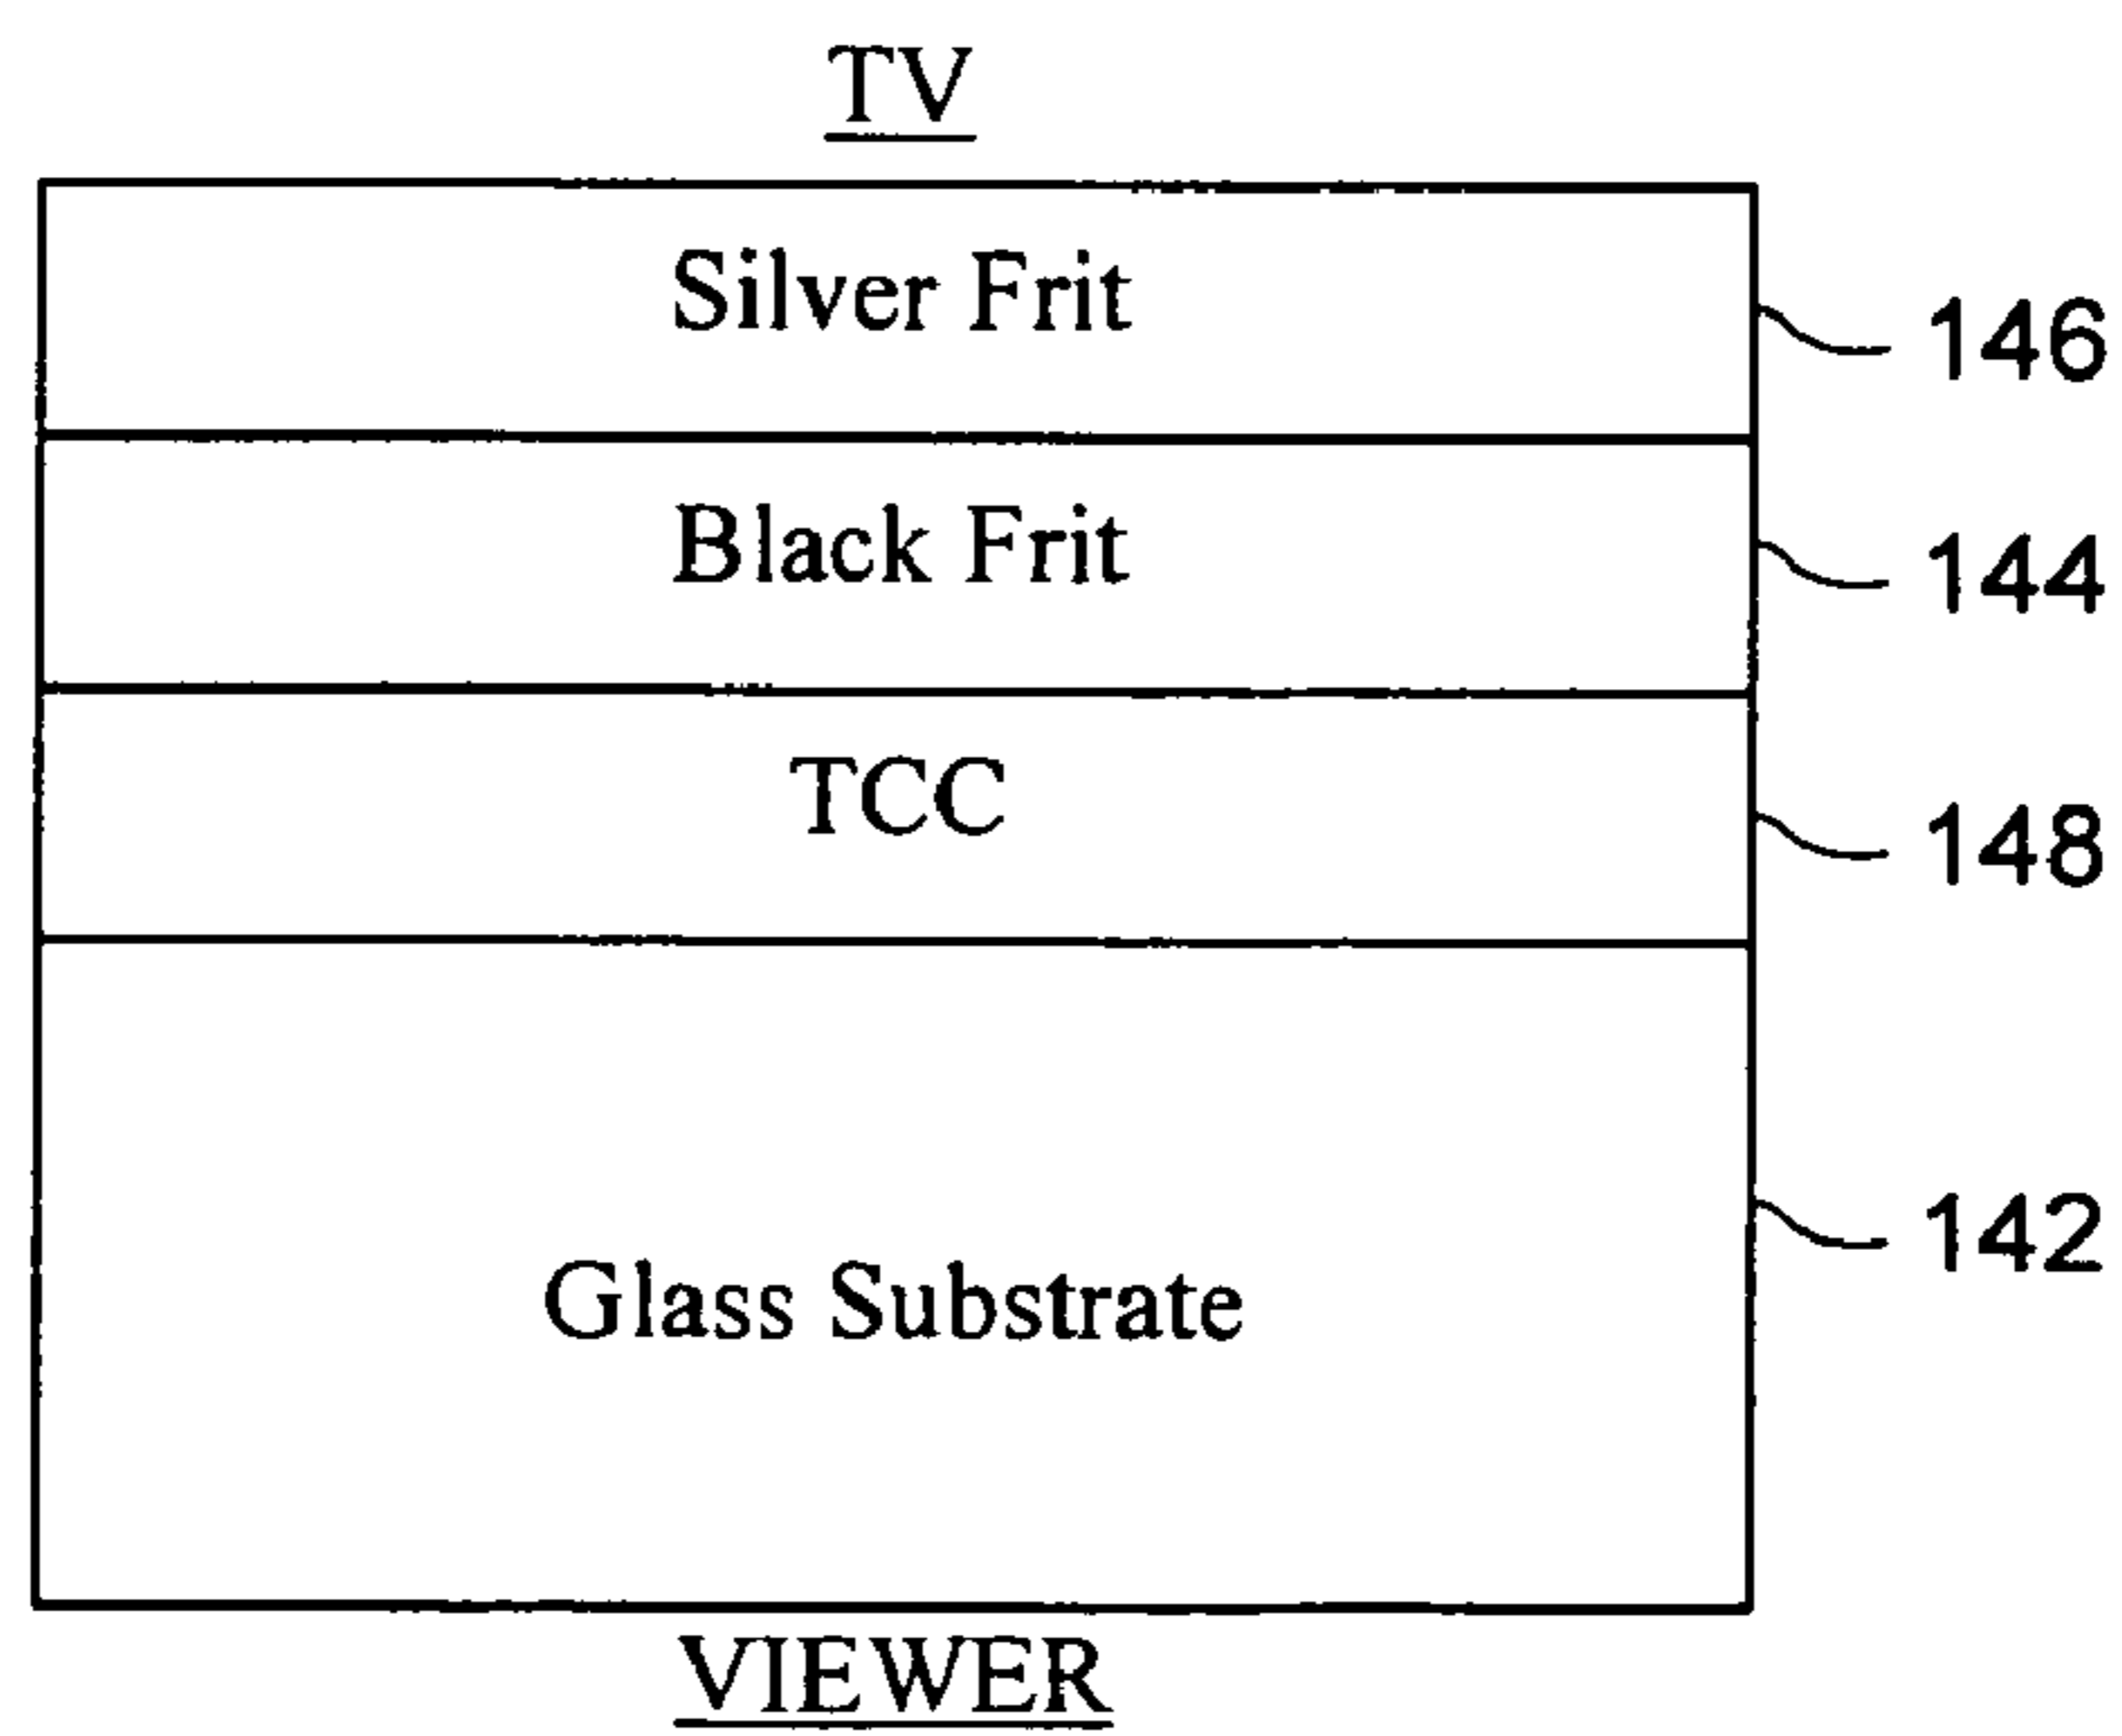 TV
Silver Frit
146
Black Frit
144
TCC
148
142
Glass Substrate
VIEWER